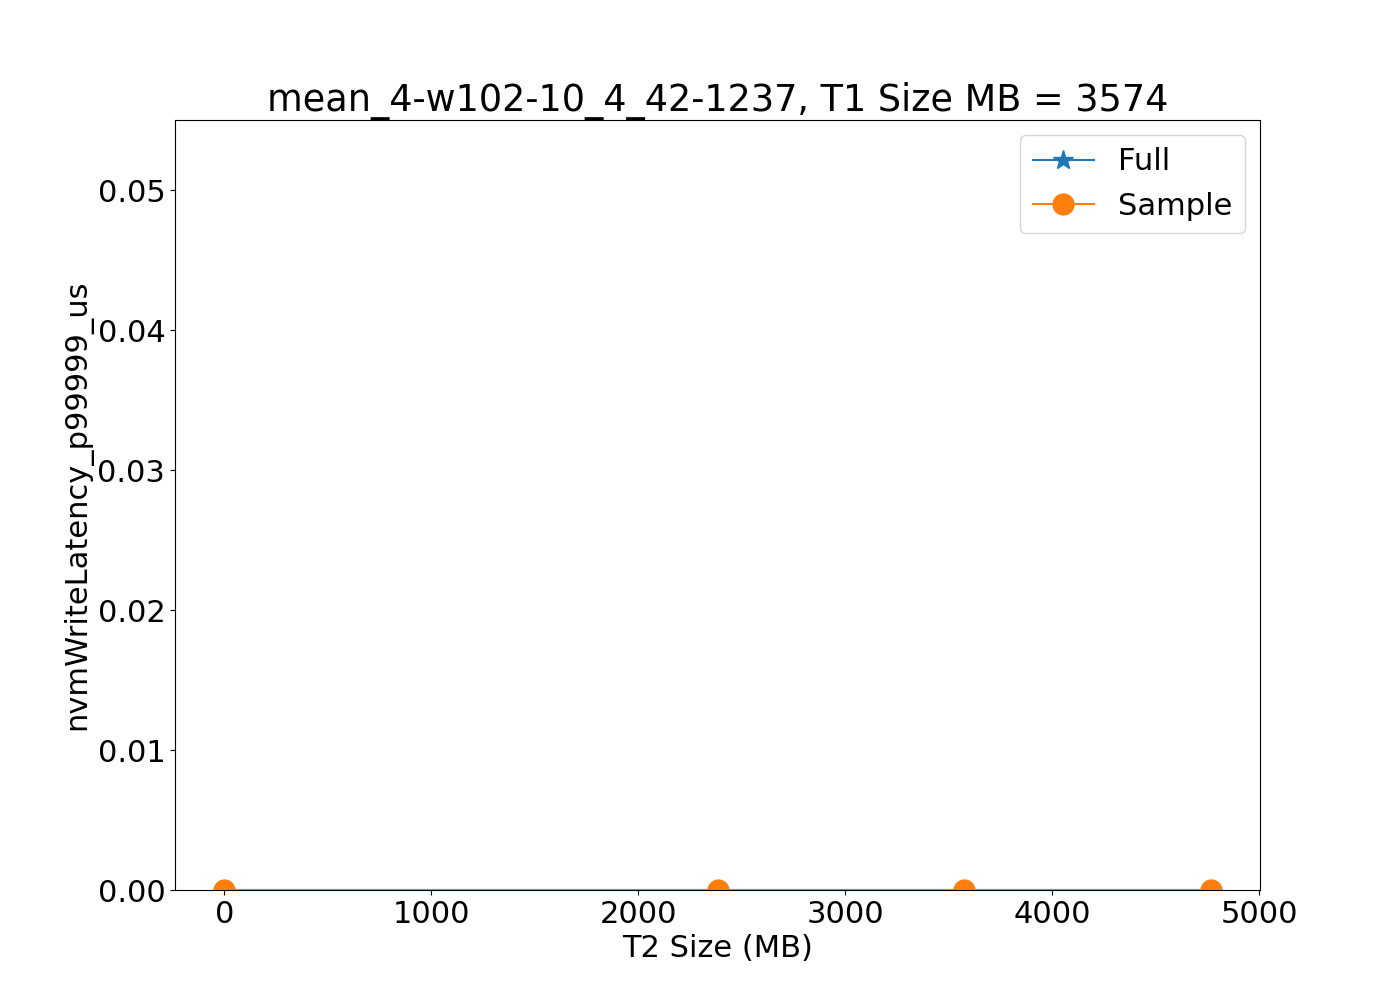 mean_4-w102-10_4_42-1237, T1 Size MB = 3574
Full
Sample
nvmWriteLatency_p99999_us
0.05
0.04
0.03
0.02
0.01
0.00
0 1000 2000 3000 4000 5000
T2 Size (MB)